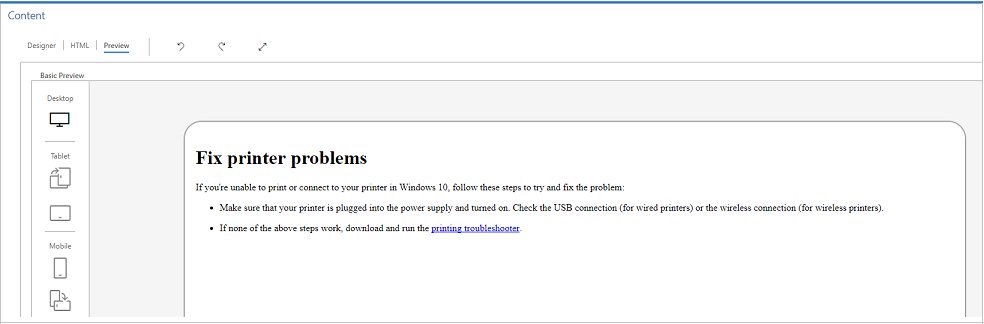 Content
Designer HTML Preview
Basic Preview
Desktop
Tablet
Mobile
Fix printer problems
If you're unable to print or connect to your printer in Windows 10, follow these steps to try and fix the problem:
• Make sure that your printer is plugged into the power supply and turned on. Check the USB connection (for wired printers) or the wireless connection (for wireless printers).
• If none of the above steps work, download and run the printing troubleshooter.